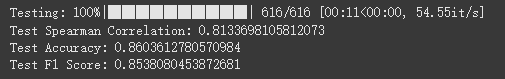 Testing: 100%|██████████████| 616/616 [00:11<00:00, 54.55it/s]
Test Spearman Correlation: 0.8133698105812073
Test Accuracy: 0.8603612780570984
Test F1 Score: 0.8538080453872681